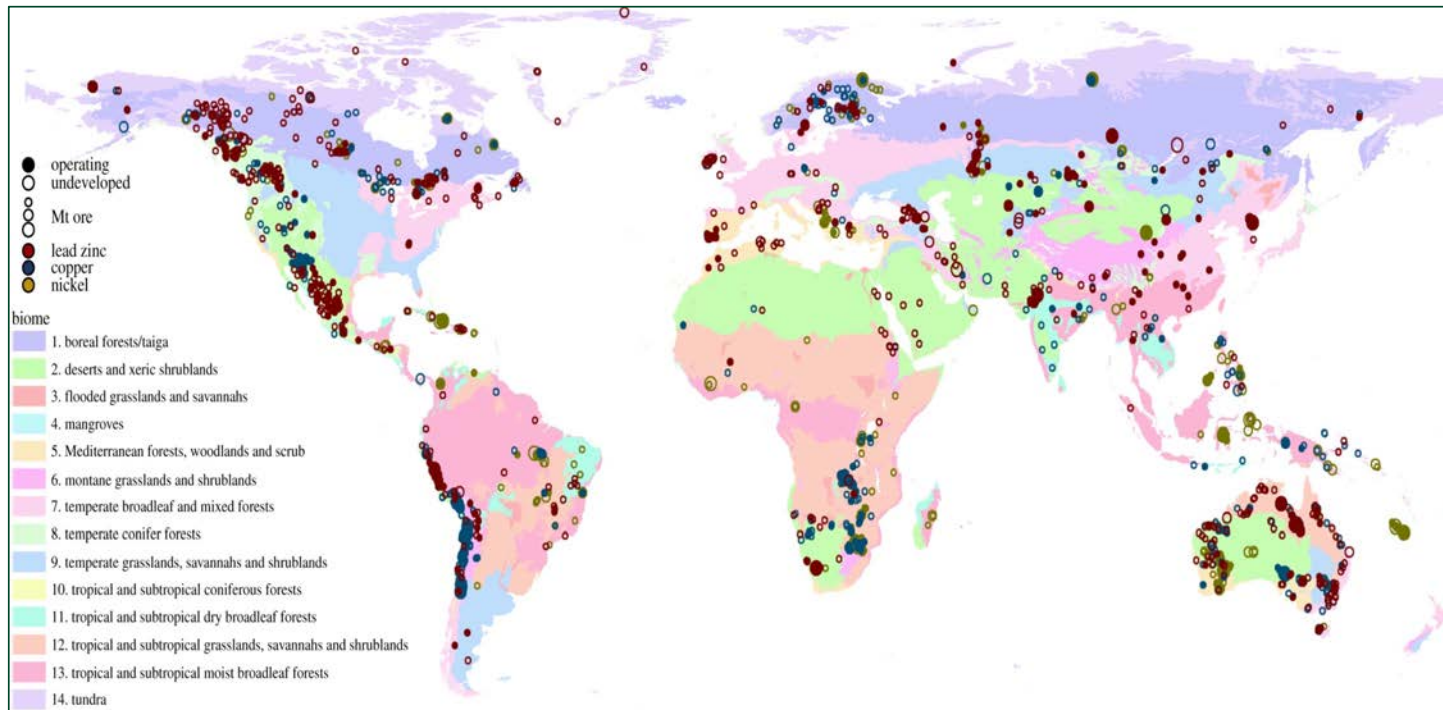 operating
undeveloped
Mt ore
lead zinc
copper
nickel
biome
1. boreal forests/taiga
2. deserts and xeric shrublands
3. flooded grasslands and savannahs
4. mangroves
5. Mediterranean forests, woodlands and scrub
6. montane grasslands and shrublands
7. temperate broadleaf and mixed forests
8. temperate conifer forests
9. temperate grasslands, savannahs and shrublands
10. tropical and subtropical coniferous forests
11. tropical and subtropical dry broadleaf forests
12. tropical and subtropical grasslands, savannahs and shrublands
13. tropical and subtropical moist broadleaf forests
14. tundra